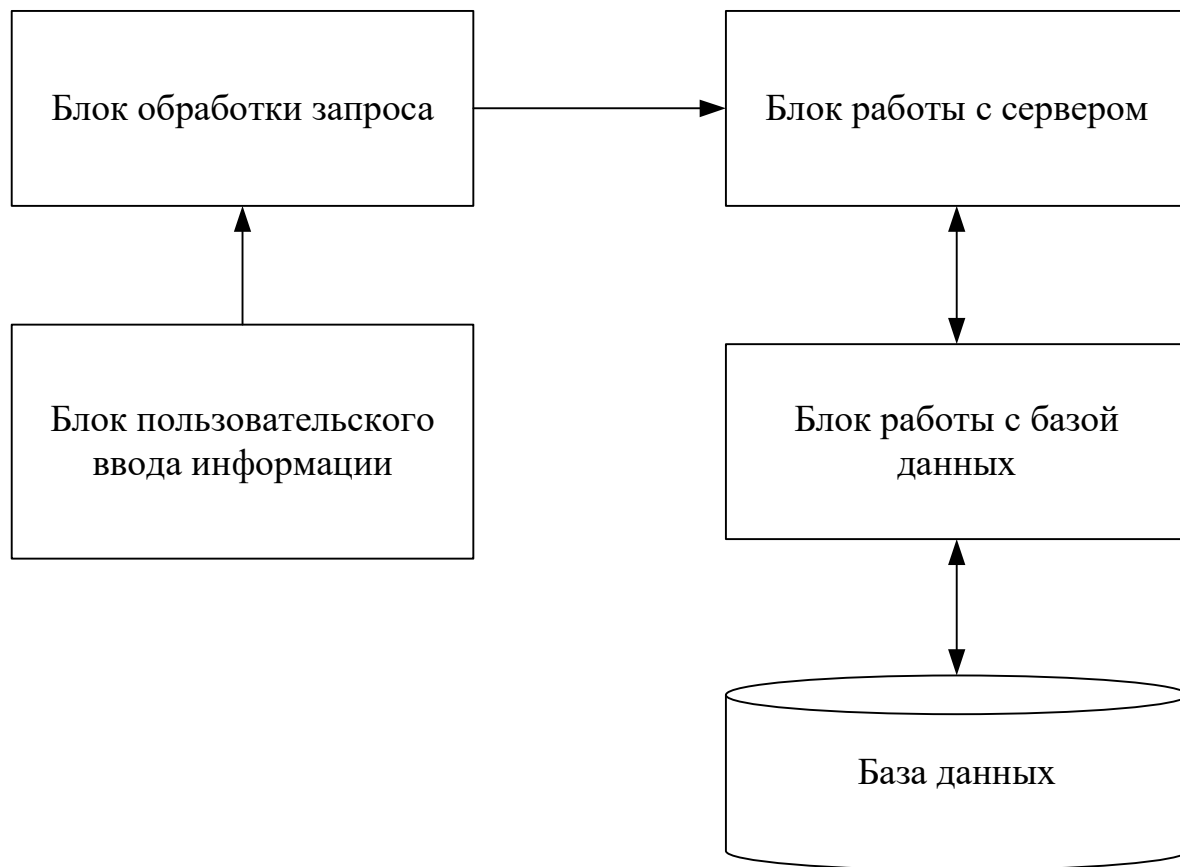 Блок обработки запроса
Блок работы с сервером
Блок пользовательского
ввода информации
Блок работы с базой
данных
База данных